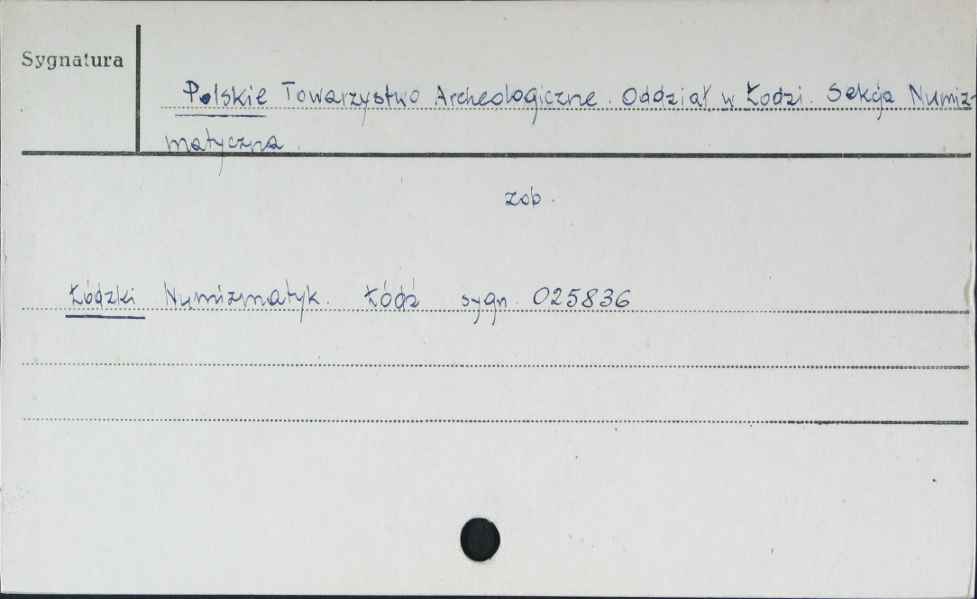 Sygnatura
Polskie Towarzystwo Archeologiczne. Oddział w Łodzi. Sekcja Numiz-
matyczna.
zob.
Łódzki Numizmatyk. Łódź sygn. 025836